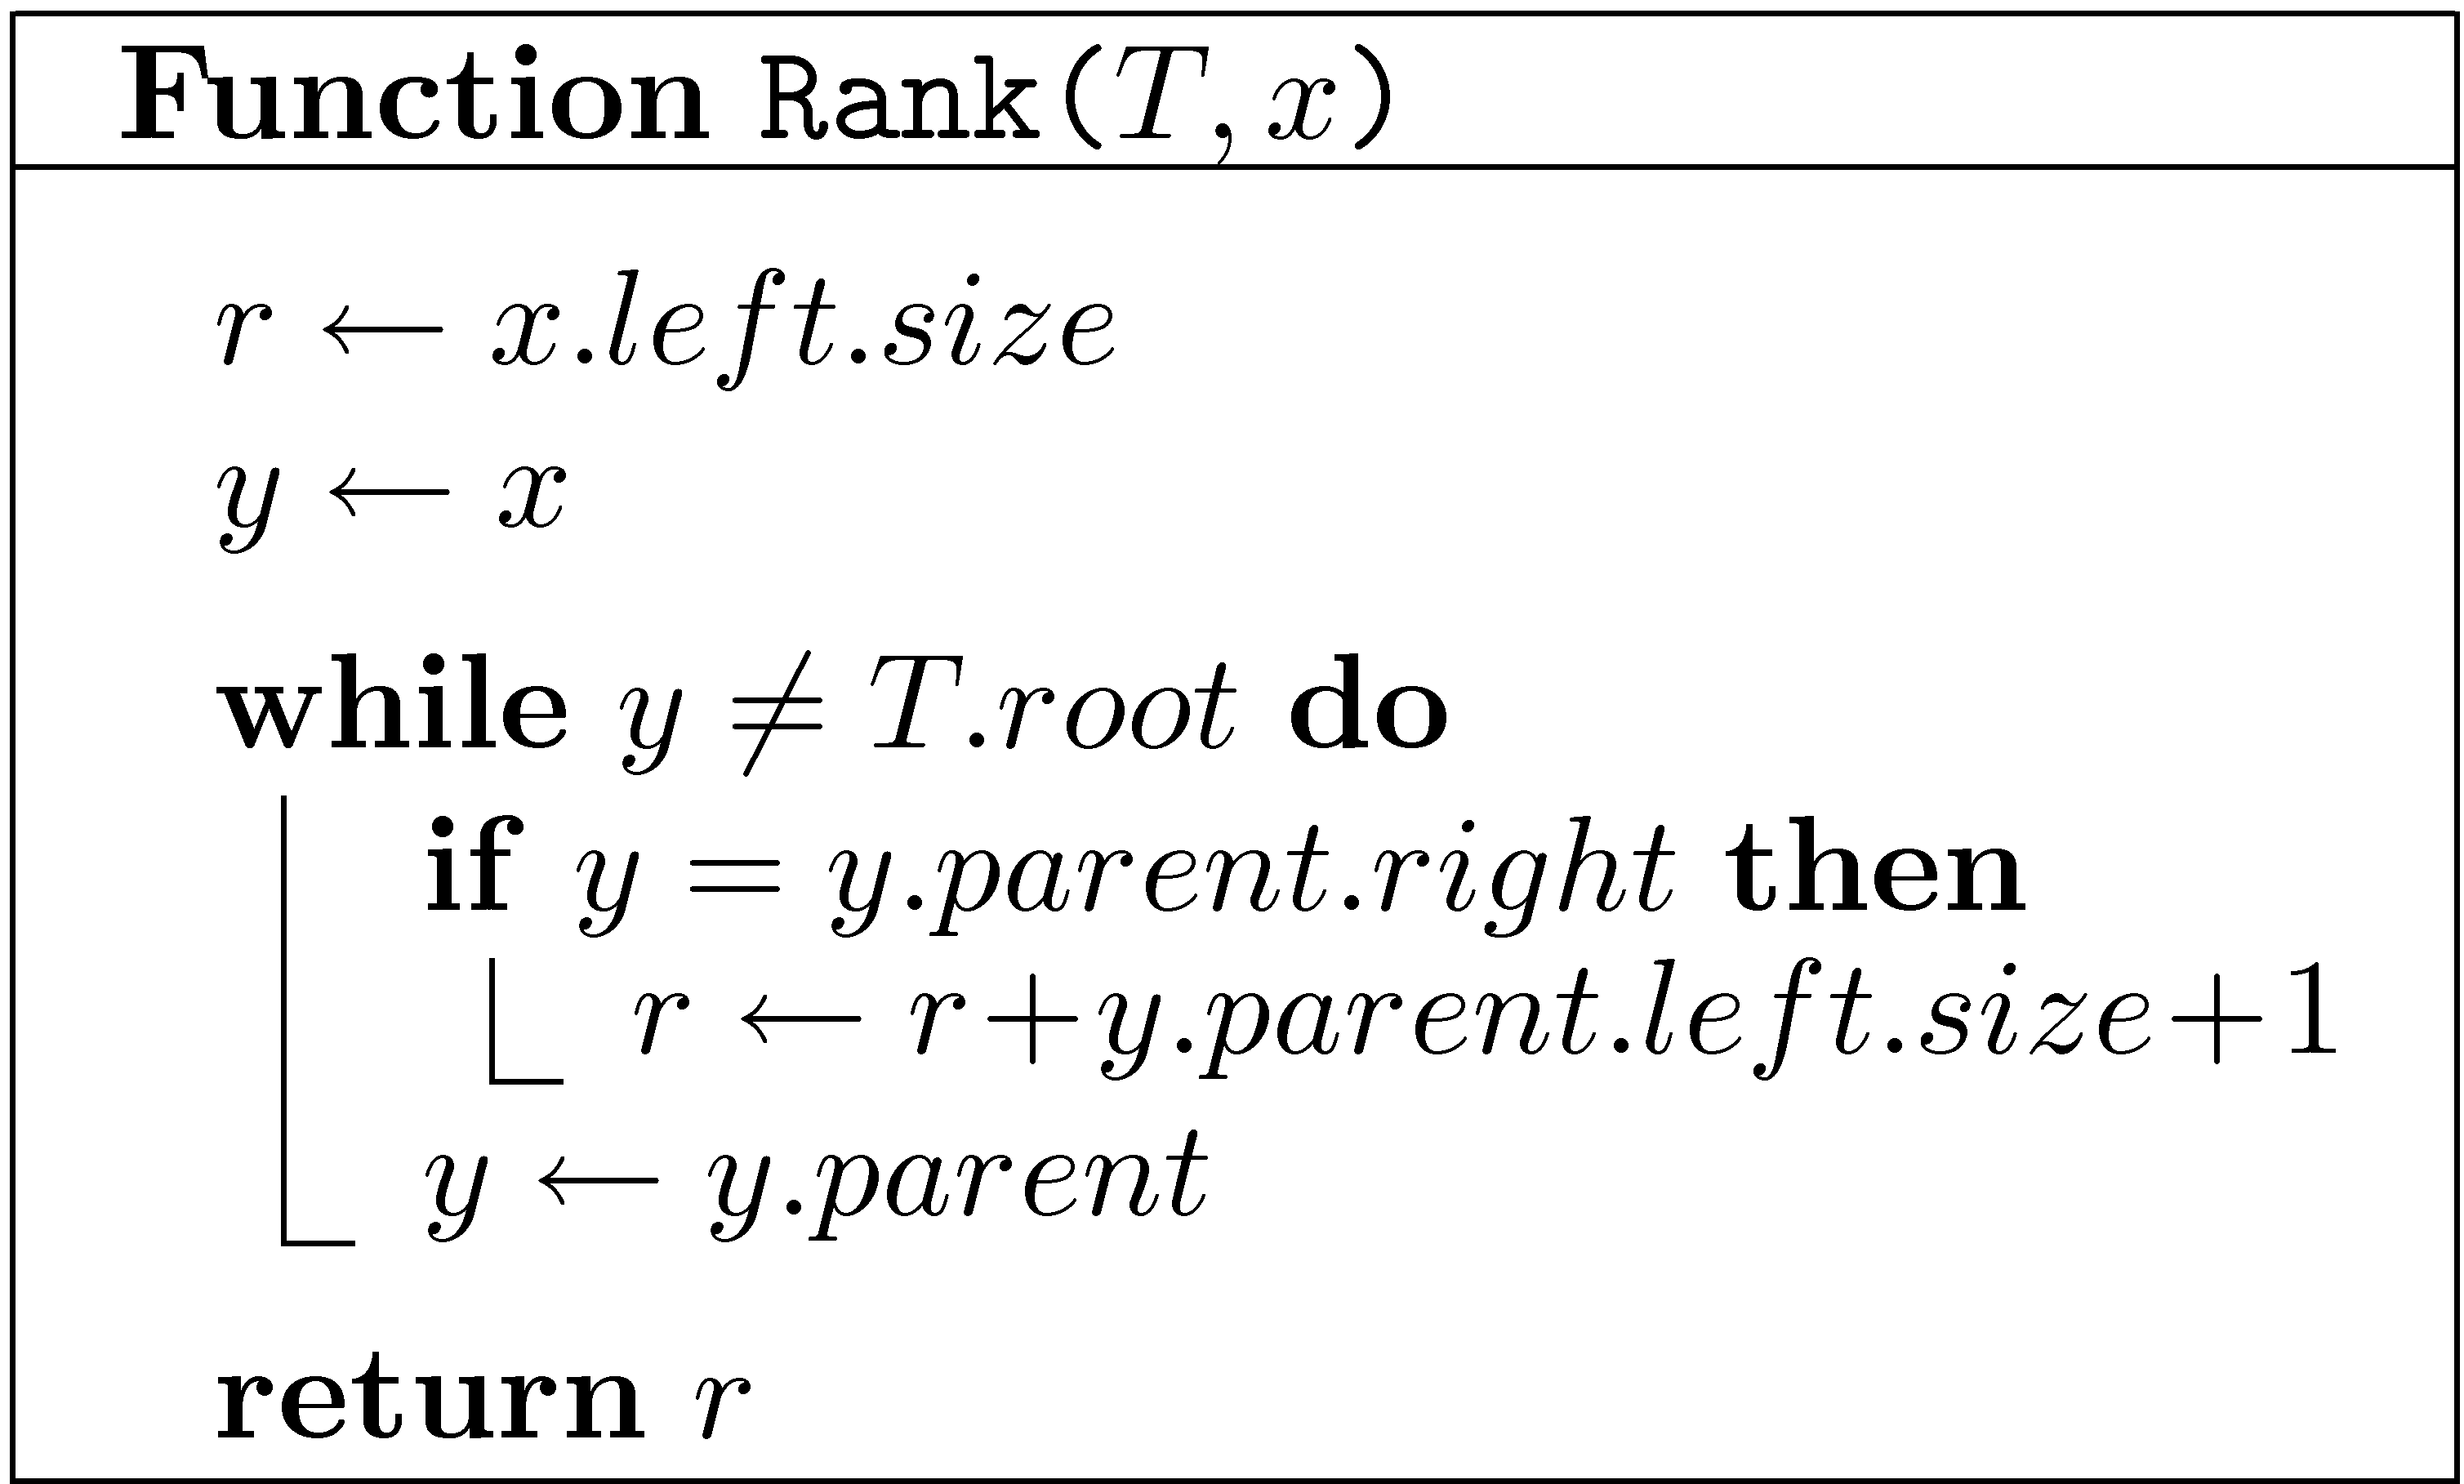 Function Rank(T, x)
r ← x.left.size
y ← x
while y ≠ T.root do
if y = y.parent.right then
r ← r+y.parent.left.size+1
y ← y.parent
return r